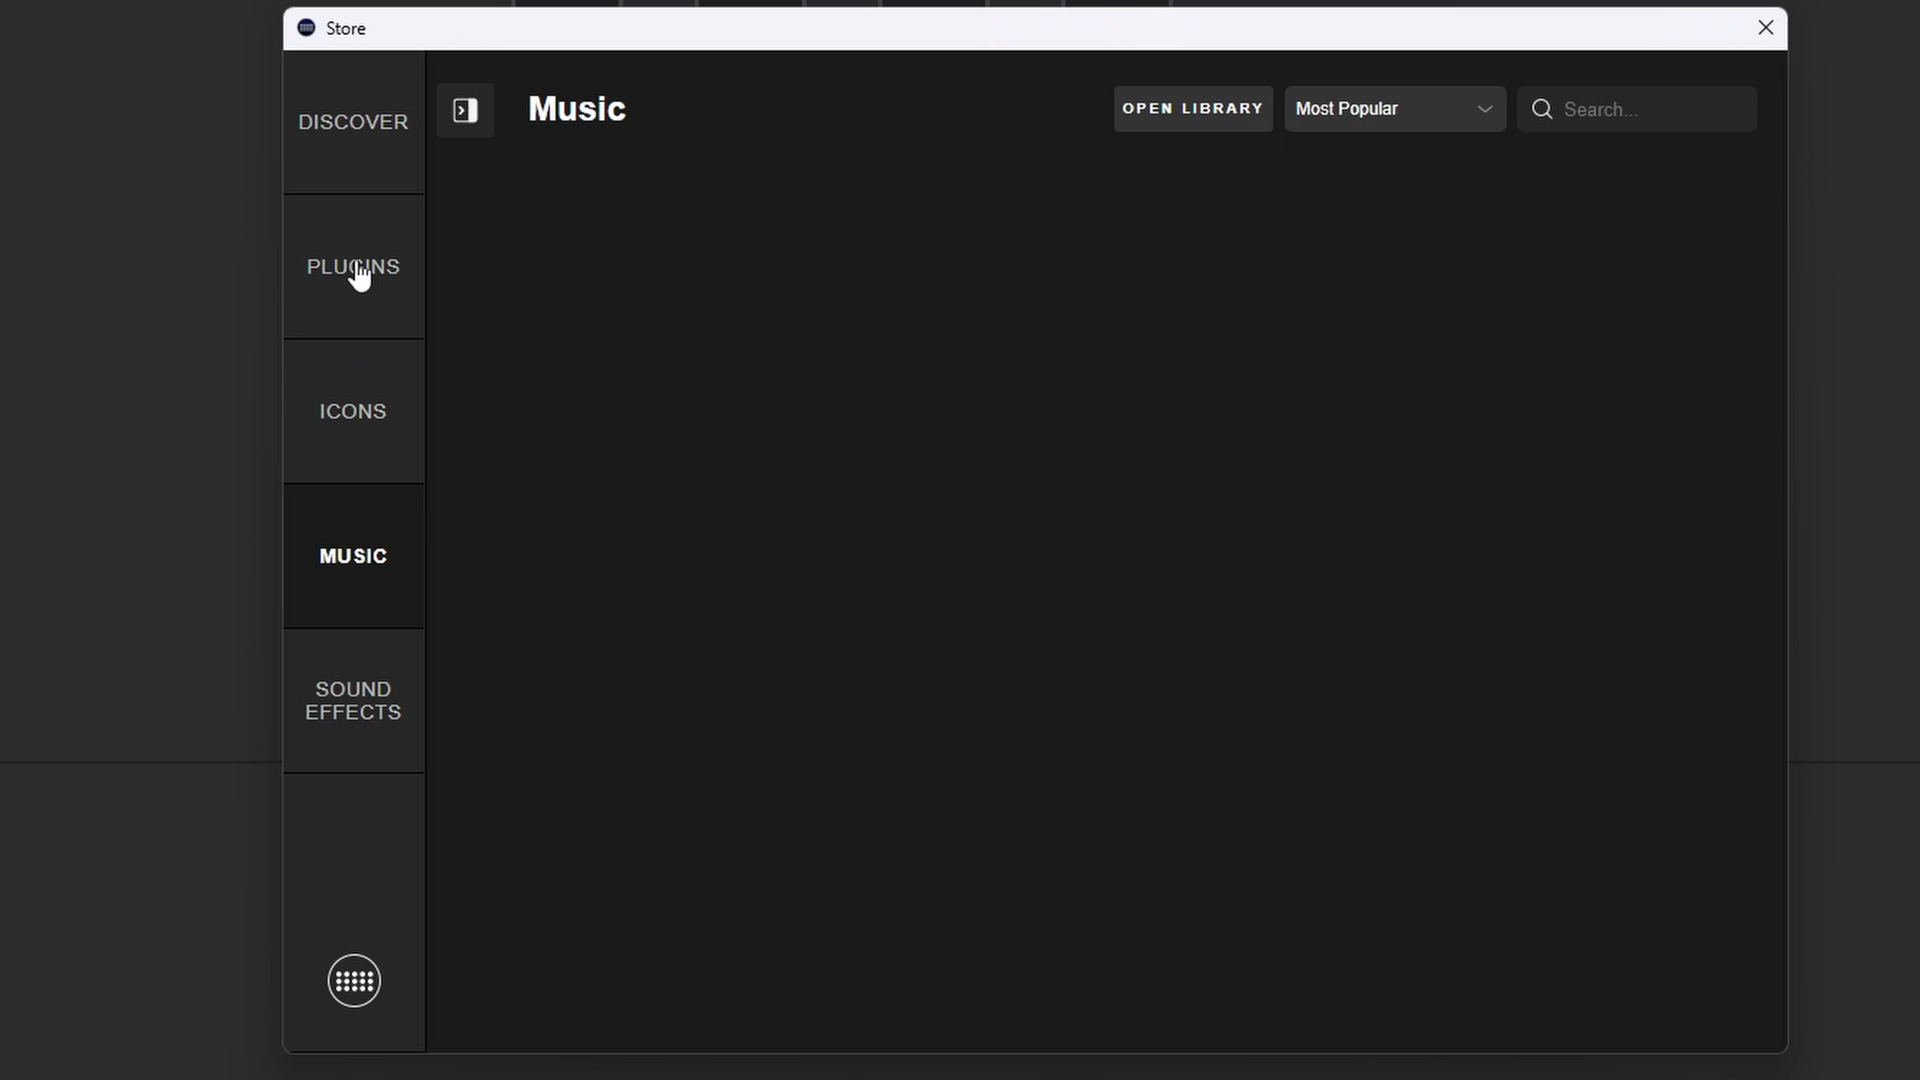 Store
DISCOVER
Music
OPEN LIBRARY
Most Popular
Search...
PLUGINS
ICONS
MUSIC
SOUND
EFFECTS